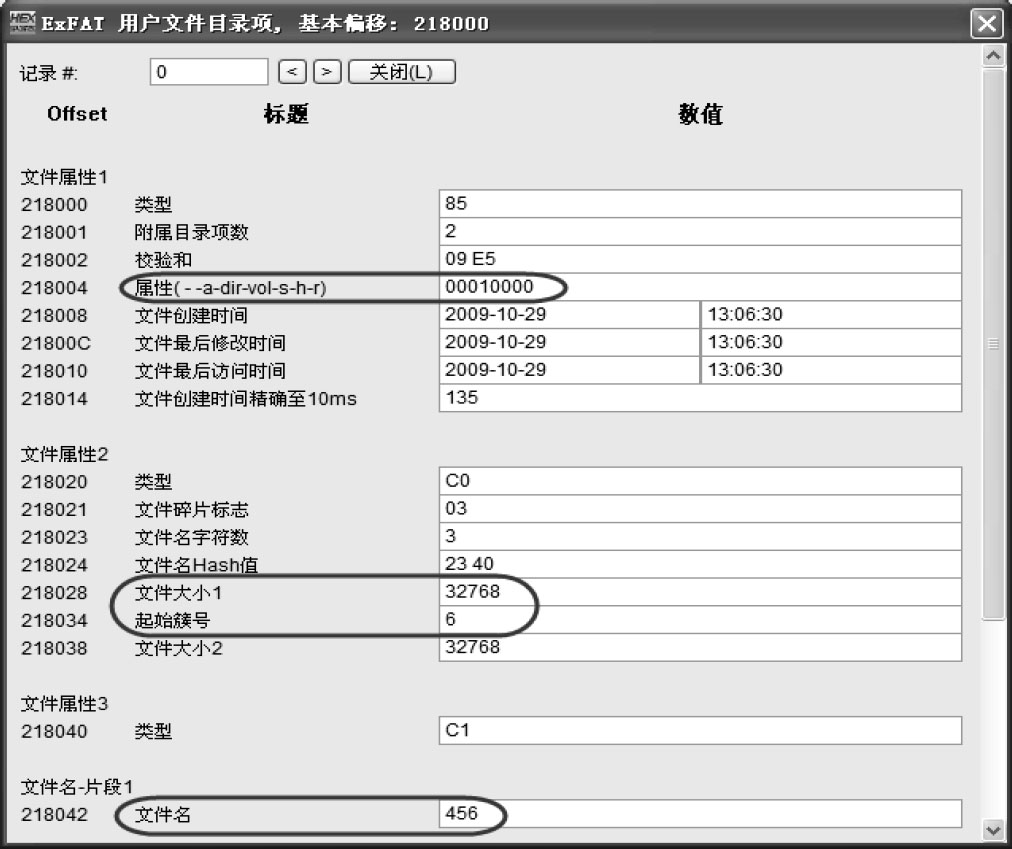 ExFAT 用户文件目录项, 基本偏移: 218000
记录 #: 0 < > 关闭(L)
Offset 标题 数值
文件属性1
218000 类型 85
218001 附属目录项数 2
218002 校验和 09 E5
218004 属性( - -a-dir-vol-s-h-r) 00010000
218008 文件创建时间 2009-10-29 13:06:30
21800C 文件最后修改时间 2009-10-29 13:06:30
218010 文件最后访问时间 2009-10-29 13:06:30
218014 文件创建时间精确至10ms 135
文件属性2
218020 类型 C0
218021 文件碎片标志 03
218023 文件名字符数 3
218024 文件名Hash值 23 40
218028 文件大小1 32768
218034 起始簇号 6
218038 文件大小2 32768
文件属性3
218040 类型 C1
文件名-片段1
218042 文件名 456